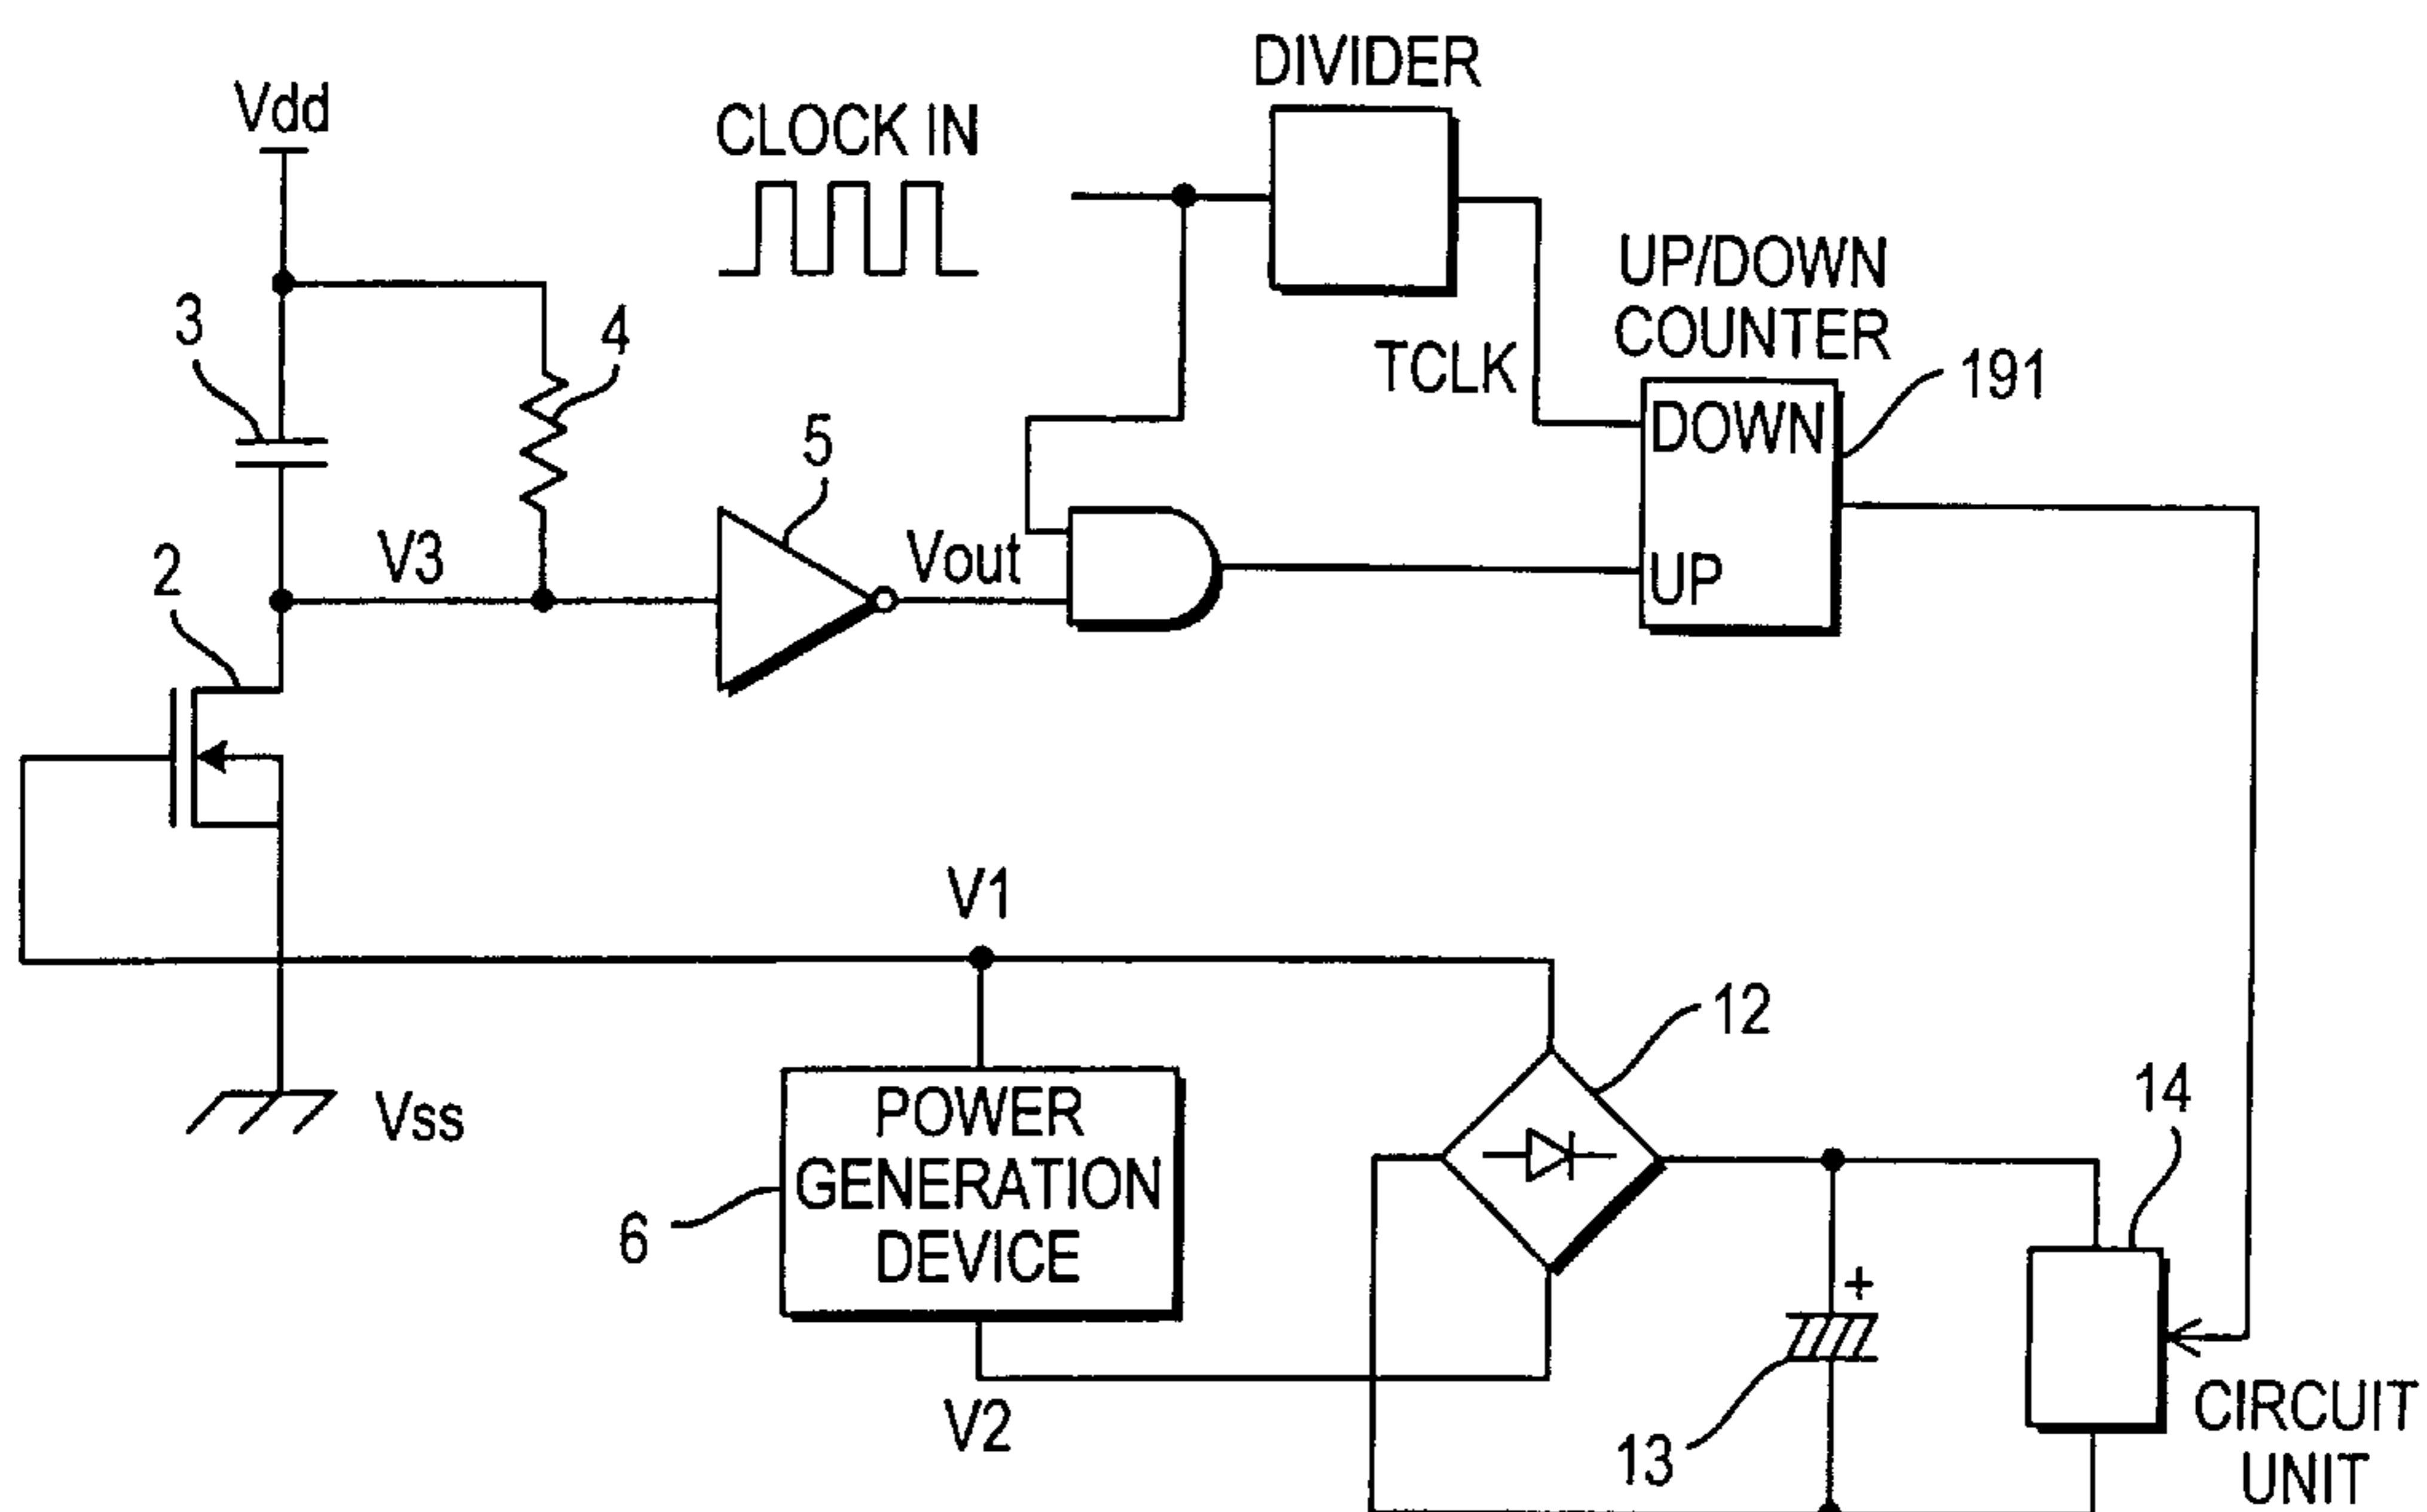 DIVIDER
Vdd
CLOCK IN
UP/DOWN
COUNTER
3
4
TCLK
191
DOWN
5
V3
Vout
2
UP
V1
12
14
POWER
GENERATION
DEVICE
Vss
6
+
V2
13
CIRCUIT
UNIT